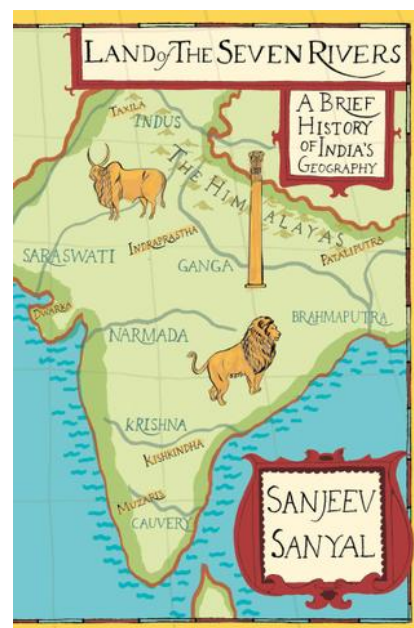 LAND of THE SEVEN RIVERS
A BRIEF
HISTORY
OF INDIA'S
GEOGRAPHY
TAXILA
INDUS
THE HIMALAYAS
INDRAPRASTHA
SARASWATI
GANGA
PATALIPUTRA
DWARKA
BRAHMAPUTRA
NARMADA
KRISHNA
KISHKINDHA
MUZARIS
CAUVERY
SANJEEV
SANYAL